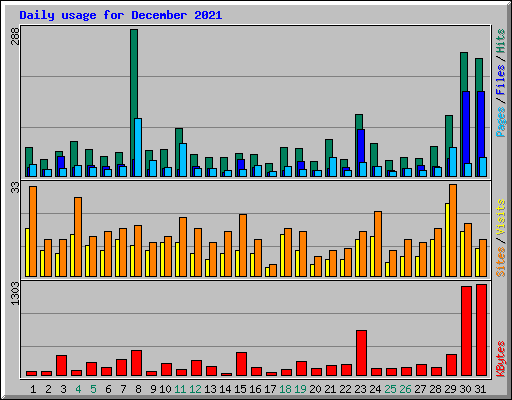 Daily usage for December 2021
288
Pages / Files / Hits
33
Sites / Visits
1303
KBytes
1 2 3 4 5 6 7 8 9 10 11 12 13 14 15 16 17 18 19 20 21 22 23 24 25 26 27 28 29 30 31